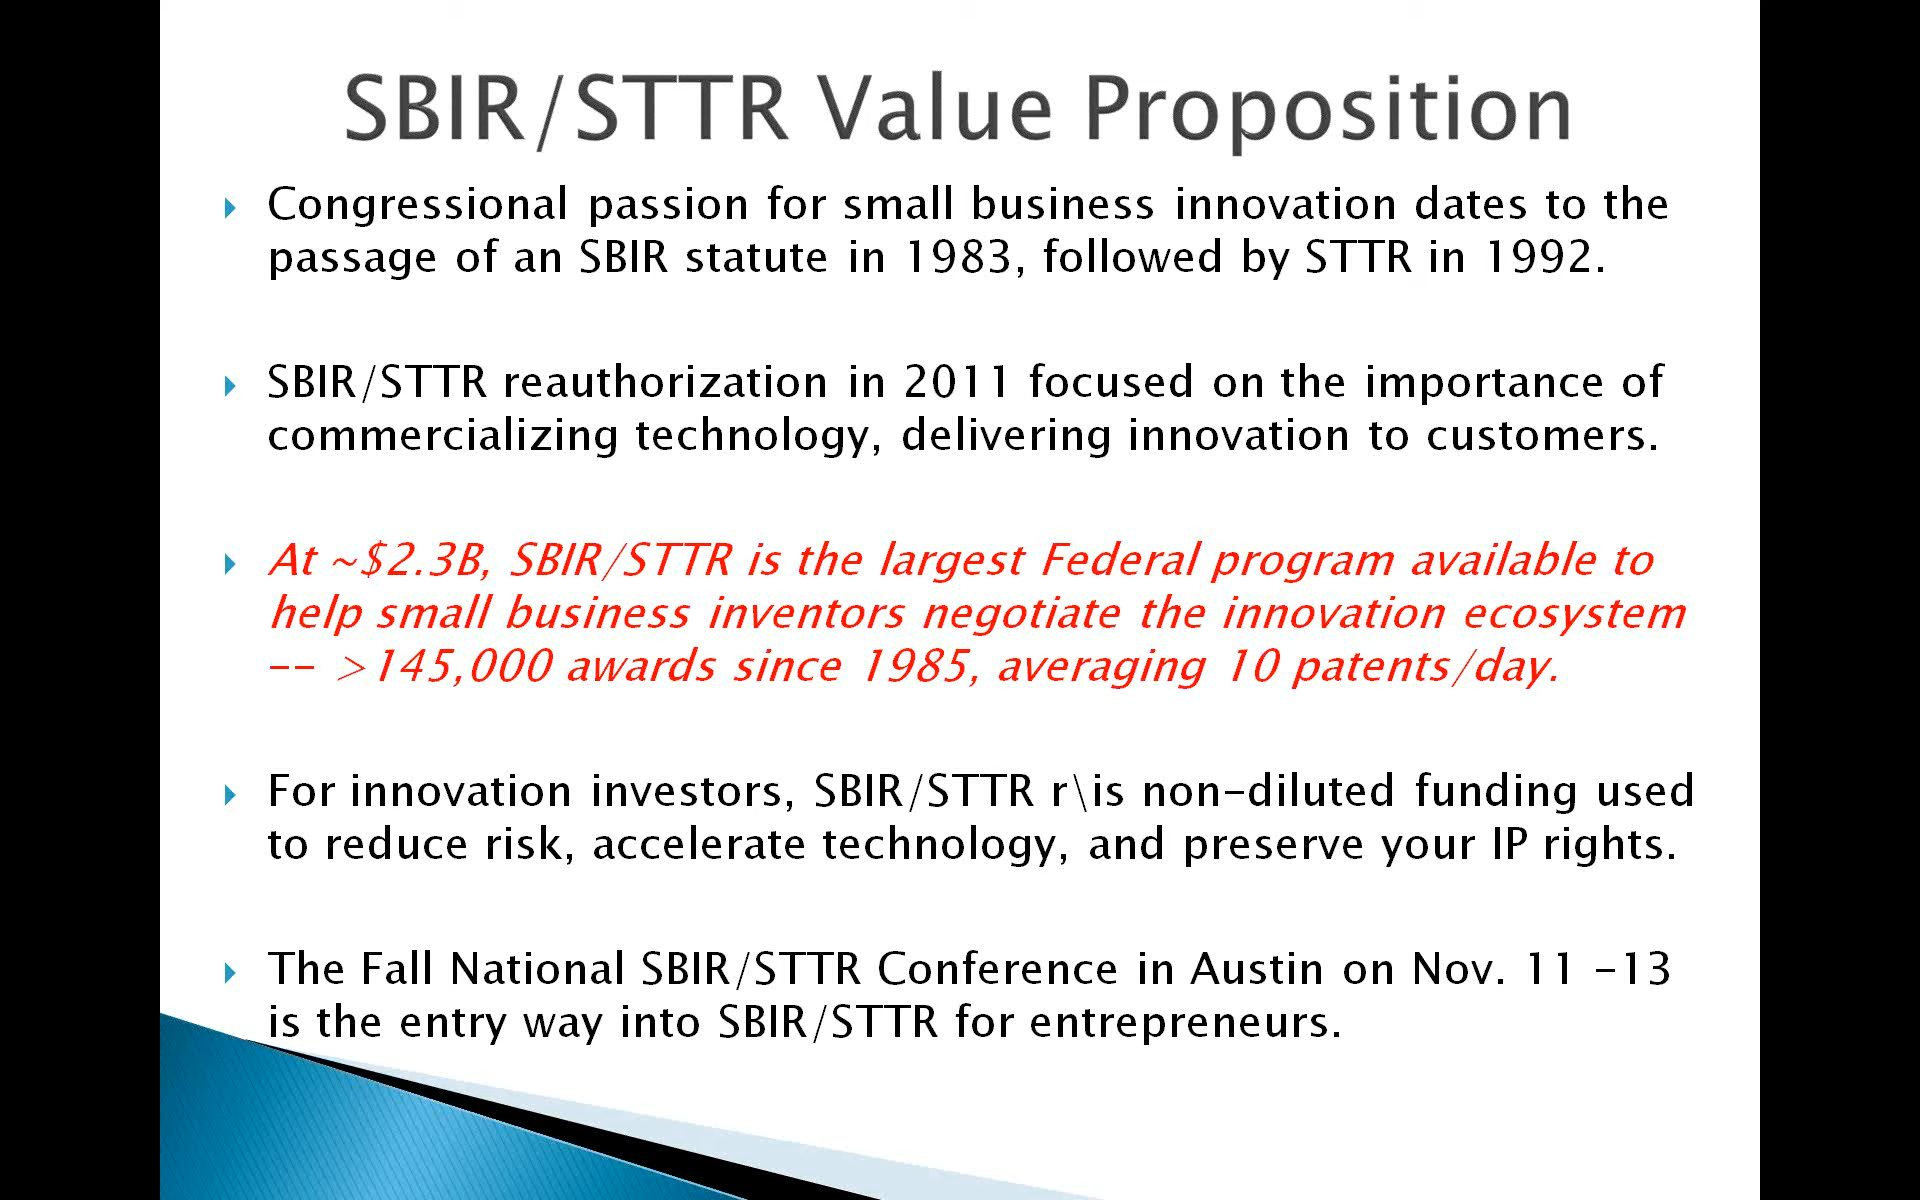 SBIR/STTR Value Proposition
Congressional passion for small business innovation dates to the
passage of an SBIR statute in 1983, followed by STTR in 1992.
SBIR/STTR reauthorization in 2011 focused on the importance of
commercializing technology, delivering innovation to customers.
At ~$2.3B, SBIR/STTR is the largest Federal program available to
help small business inventors negotiate the innovation ecosystem
-- >145,000 awards since 1985, averaging 10 patents/day.
For innovation investors, SBIR/STTR r\is non-diluted funding used
to reduce risk, accelerate technology, and preserve your IP rights.
The Fall National SBIR/STTR Conference in Austin on Nov. 11 -13
is the entry way into SBIR/STTR for entrepreneurs.